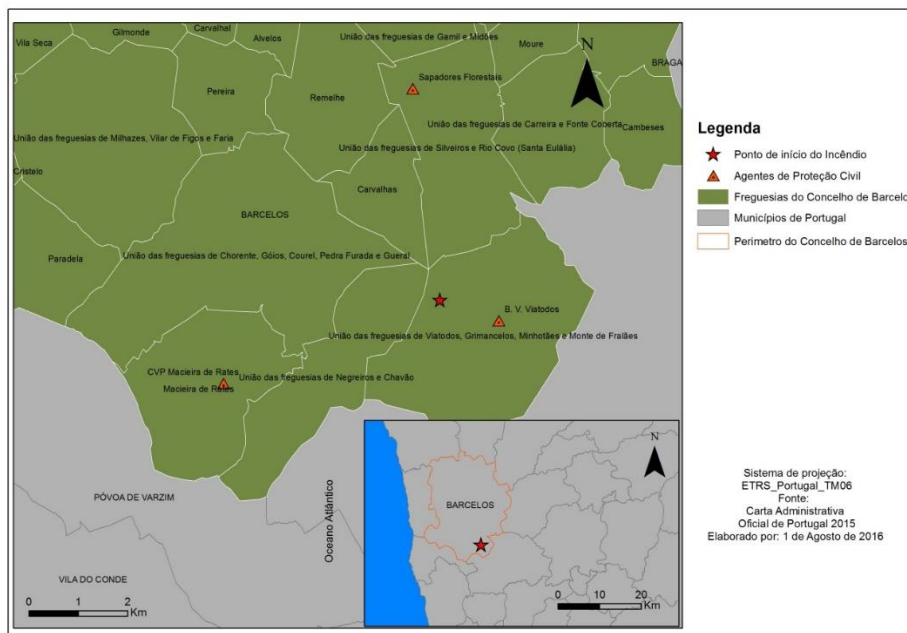 Gilmonde
Carvalhal
Alvelos
União das freguesias de Gamil e Midões
Moure
N
Vila Seca
BRAGA
Sapadores Florestais
Pereira
Remelhe
União das freguesias de Carreira e Fonte Coberta
Cambeses
União das freguesias de Milhazes, Vilar de Figos e Faria
União das freguesias de Silveiros e Rio Covo (Santa Eulália)
Cristelo
Carvalhas
BARCELOS
Paradela
União das freguesias de Chorente, Góios, Courel, Pedra Furada e Gueral
B. V. Viatodos
União das freguesias de Viatodos, Grimancelos, Minhotães e Monte de Fralães
CVP Macieira de Rates
União das freguesias de Negreiros e Chavão
Macieira de Rates
PÓVOA DE VARZIM
VILA DO CONDE
0 1 2
Km
Oceano Atlântico
N
BARCELOS
0 10 20
Km
Legenda
Ponto de início do Incêndio
Agentes de Proteção Civil
Freguesias do Concelho de Barcelo
Municípios de Portugal
Perimetro do Concelho de Barcelos
Sistema de projeção:
ETRS_Portugal_TM06
Fonte:
Carta Administrativa
Oficial de Portugal 2015
Elaborado por: 1 de Agosto de 2016